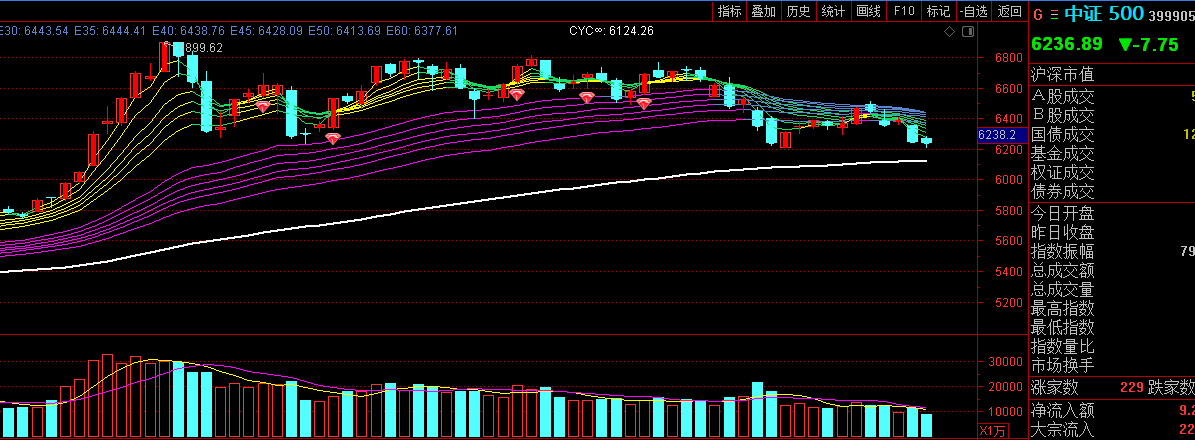 指标 叠加 历史 统计 画线 F10 标记 -自选 返回
G 中证 500 399905
E30: 6443.54 E35: 6444.41 E40: 6438.76 E45: 6428.09 E50: 6413.69 E60: 6377.61 CYC∞: 6124.26
6236.89 ▼-7.75
899.62
6800
6600
6400
6238.2
6200
6000
5800
5600
5400
5200
30000
20000
10000
X1万
沪深市值
A股成交
B股成交
国债成交 12
基金成交
权证成交
债券成交
今日开盘
昨日收盘
指数振幅 79
总成交额
总成交量
最高指数
最低指数
指数量比
市场换手
涨家数 229 跌家数
净流入额 9.2
大宗流入 22